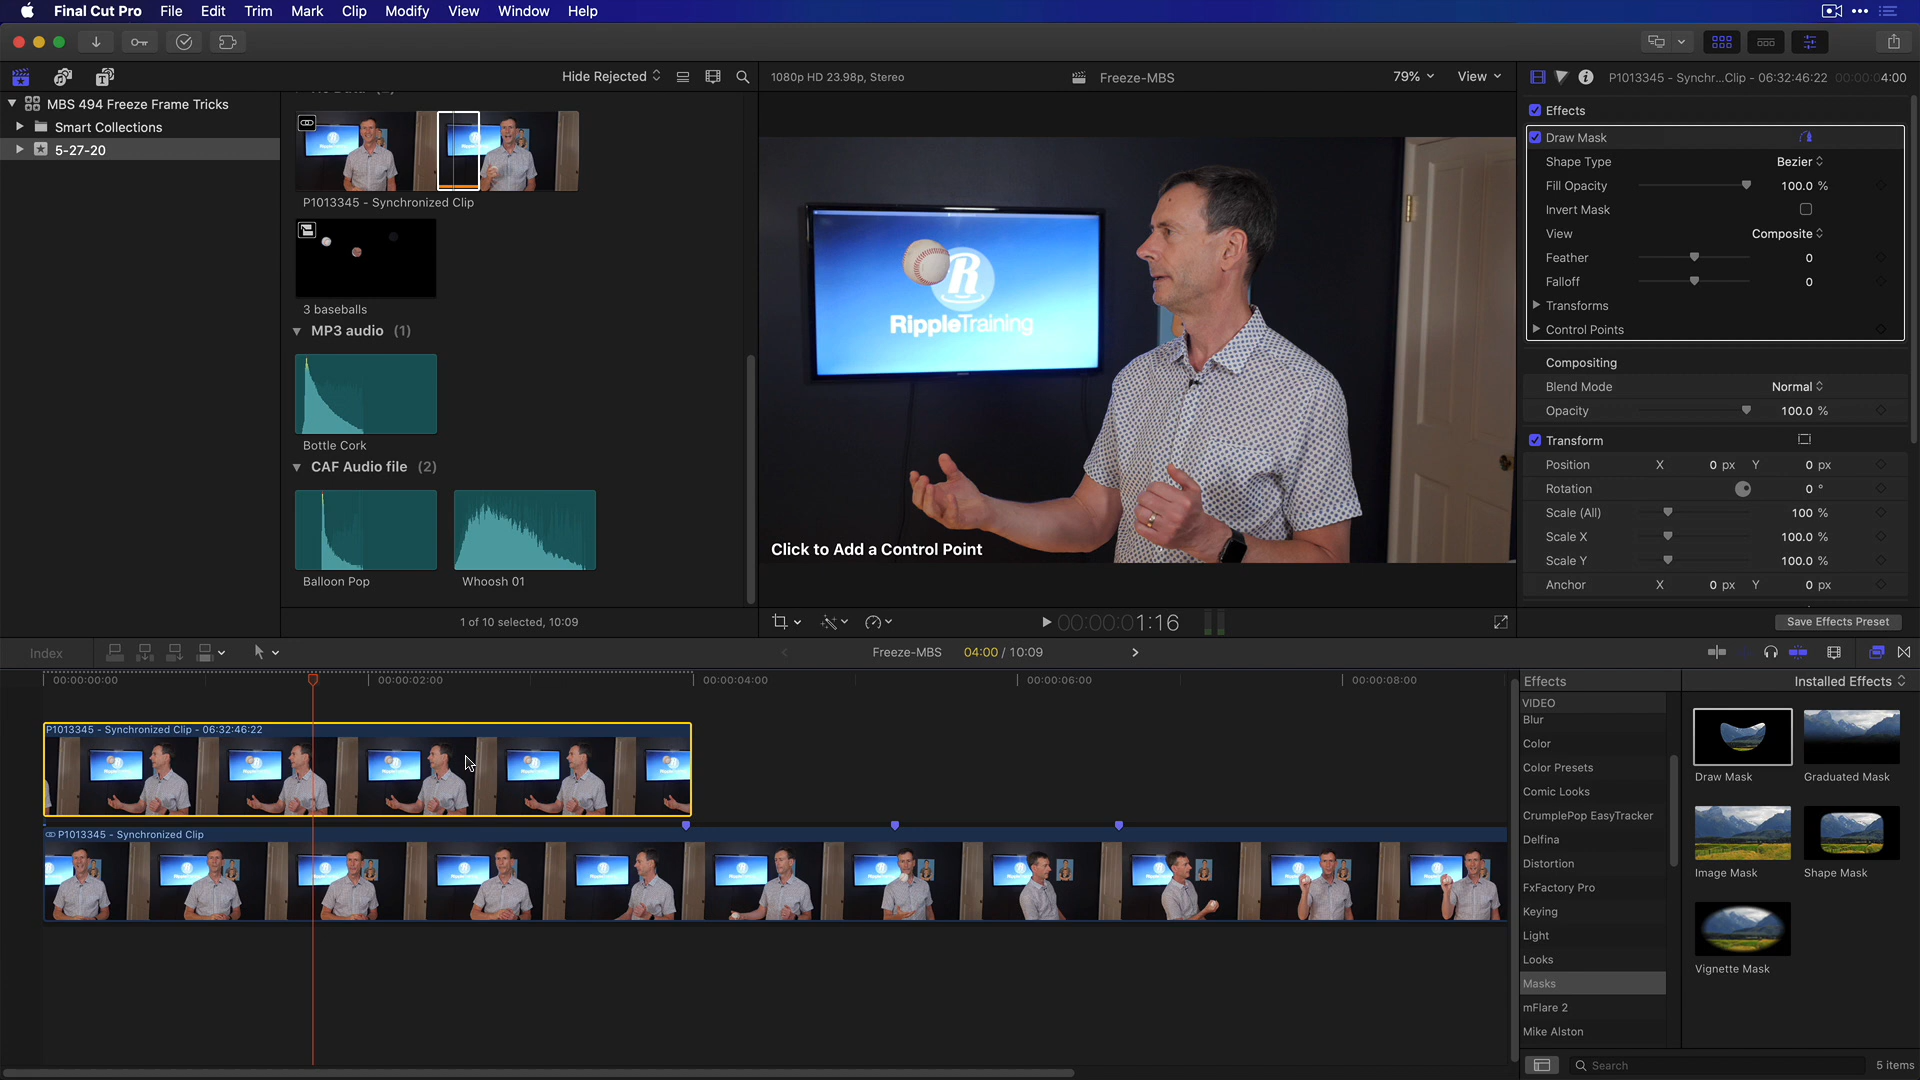 Final Cut Pro File Edit Trim Mark Clip Modify View Window Help
Hide Rejected
1080p HD 23.98p, Stereo
Freeze-MBS
79%
View
P1013345 - Synchr...Clip - 06:32:46:22
00:00:04:00
MBS 494 Freeze Frame Tricks
Smart Collections
5-27-20
P1013345 - Synchronized Clip
3 baseballs
MP3 audio (1)
Bottle Cork
CAF Audio file (2)
Balloon Pop
Whoosh 01
1 of 10 selected, 10:09
R
RippleTraining
Click to Add a Control Point
00:00:01:16
Effects
Draw Mask
Shape Type Bezier
Fill Opacity 100.0 %
Invert Mask
View Composite
Feather 0
Falloff 0
Transforms
Control Points
Compositing
Blend Mode Normal
Opacity 100.0 %
Transform
Position X 0 px Y 0 px
Rotation 0 °
Scale (All) 100 %
Scale X 100.0 %
Scale Y 100.0 %
Anchor X 0 px Y 0 px
Save Effects Preset
Index
Freeze-MBS
04:00 / 10:09
00:00:00:00
00:00:02:00
00:00:04:00
00:00:06:00
00:00:08:00
P1013345 - Synchronized Clip - 06:32:46:22
P1013345 - Synchronized Clip
Effects
Installed Effects
VIDEO
Blur
Color
Color Presets
Comic Looks
CrumplePop EasyTracker
Delfina
Distortion
FxFactory Pro
Keying
Light
Looks
Masks
mFlare 2
Mike Alston
Draw Mask
Graduated Mask
Image Mask
Shape Mask
Vignette Mask
Search
5 items